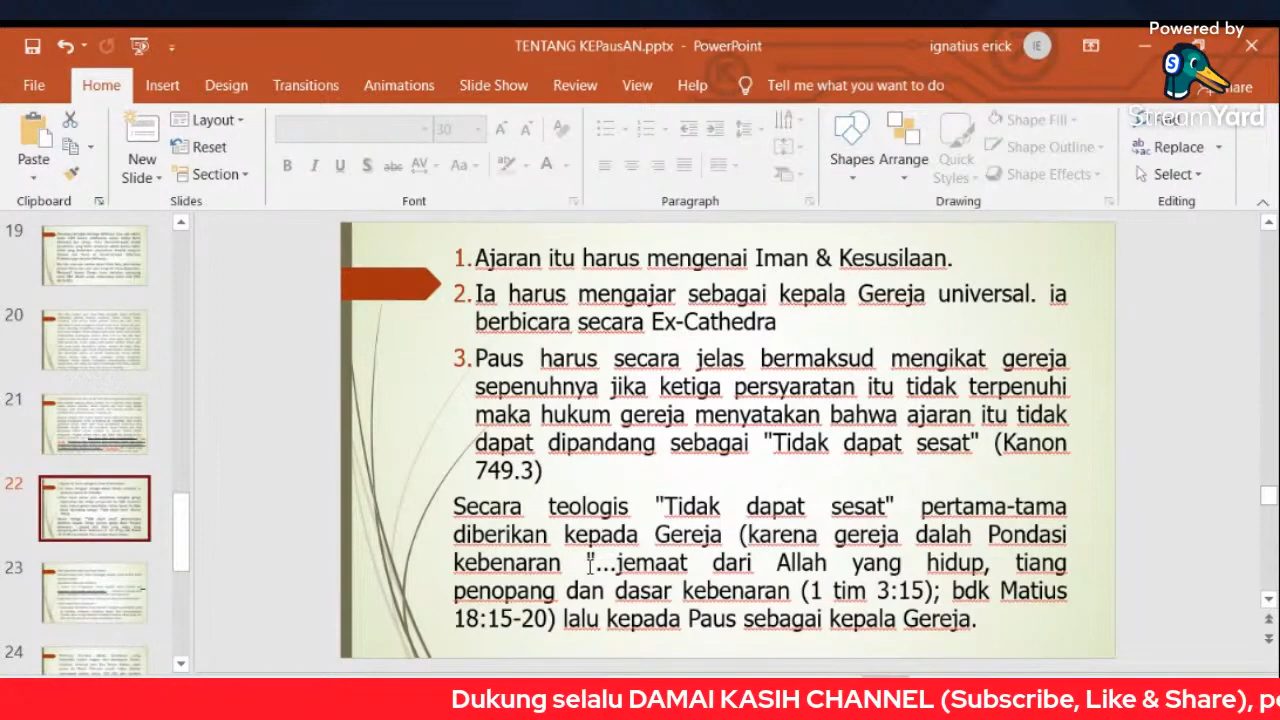 Powered by
StreamYard
TENTANG KEPausAN.pptx - PowerPoint
ignatius erick
IE
File Home Insert Design Transitions Animations Slide Show Review View Help Tell me what you want to do
Paste
New Slide
Layout
Reset
Section
30
Shapes
Arrange
Quick Styles
Shape Fill
Shape Outline
Shape Effects
Replace
Select
Clipboard Slides Font Paragraph Drawing Editing
19
20
21
22
23
24
1. Ajaran itu harus mengenai Iman & Kesusilaan.
2. Ia harus mengajar sebagai kepala Gereja universal. ia
berbicara secara Ex-Cathedra
3. Paus harus secara jelas bermaksud mengikat gereja
sepenuhnya jika ketiga persyaratan itu tidak terpenuhi
maka hukum gereja menyatakan bahwa ajaran itu tidak
dapat dipandang sebagai "Tidak dapat sesat" (Kanon
749.3)
Secara teologis "Tidak dapat sesat" pertama-tama
diberikan kepada Gereja (karena gereja dalah Pondasi
kebenaran "...jemaat dari Allah yang hidup, tiang
penopang dan dasar kebenaran (1 tim 3:15); bdk Matius
18:15-20) lalu kepada Paus sebagai kepala Gereja.
Dukung selalu DAMAI KASIH CHANNEL (Subscribe, Like & Share), pe